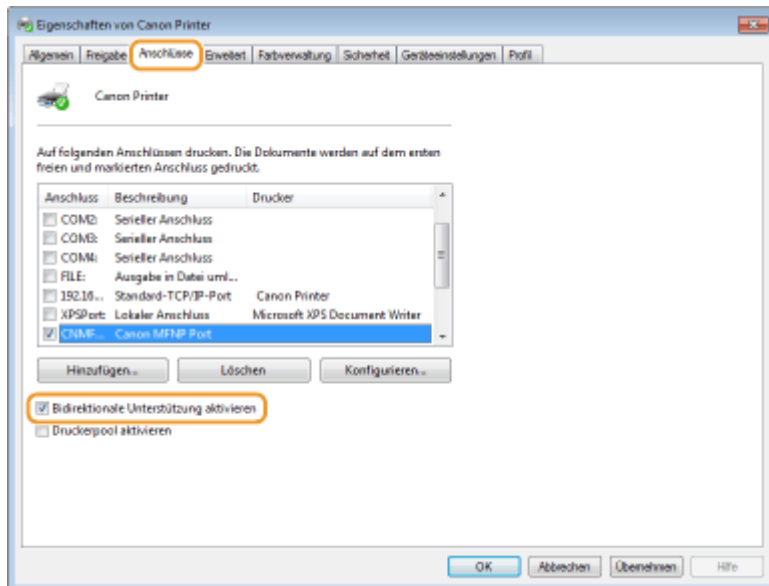 Eigenschaften von Canon Printer
Allgemein Freigabe Anschlüsse Erweitert Farbverwaltung Sicherheit Geräteeinstellungen Profil
Canon Printer
Auf folgenden Anschlüssen drucken. Die Dokumente werden auf dem ersten
freien und markierten Anschluss gedruckt.
Anschluss Beschreibung Drucker
COM2: Serieller Anschluss
COM3: Serieller Anschluss
COM4: Serieller Anschluss
FILE: Ausgabe in Datei uml...
192.16... Standard-TCP/IP-Port Canon Printer
XPSPort: Lokaler Anschluss Microsoft XPS Document Writer
CNMF... Canon MFNP Port
Hinzufügen... Löschen Konfigurieren...
Bidirektionale Unterstützung aktivieren
Druckerpool aktivieren
OK Abbrechen Übernehmen Hilfe